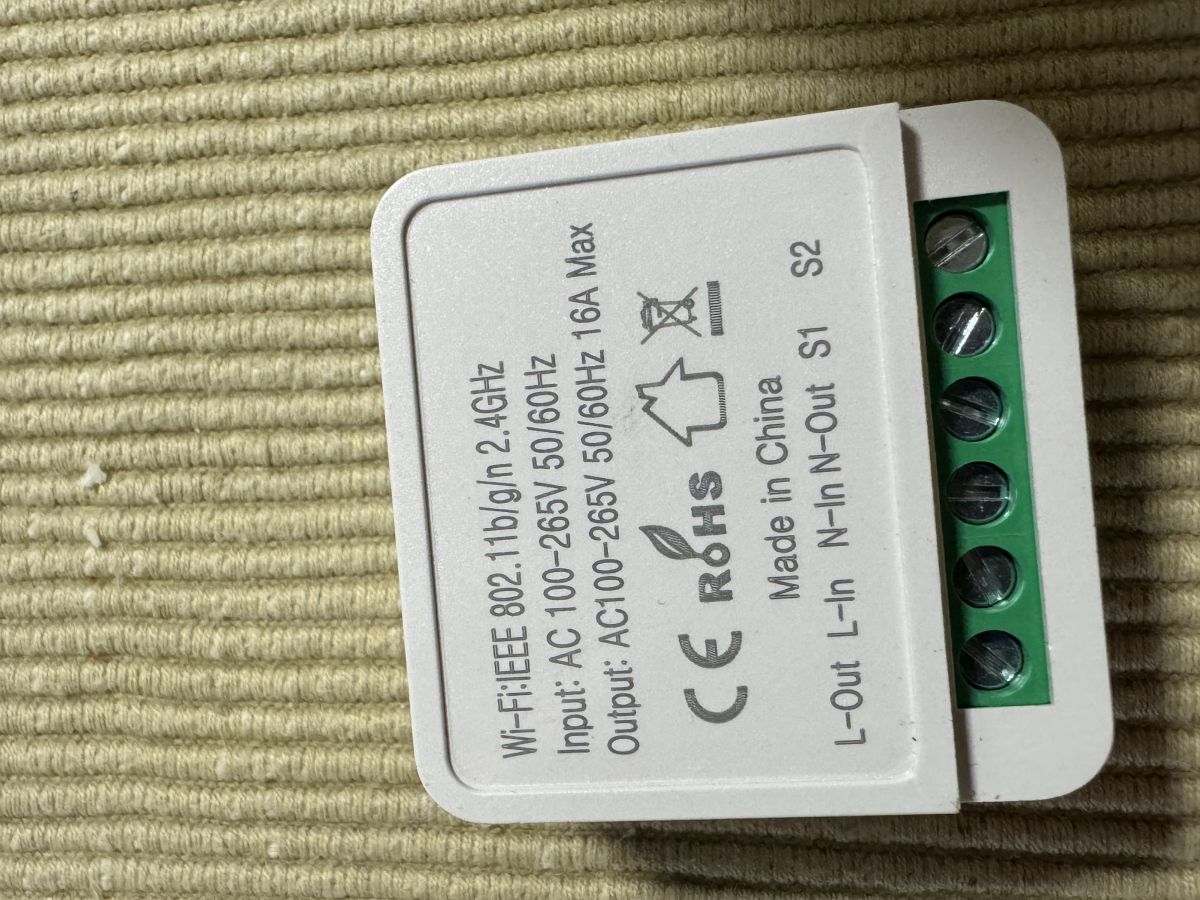 Wi-Fi:IEEE 802.11b/g/n 2.4GHz
Input: AC 100-265V 50/60Hz
Output: AC100-265V 50/60Hz 16A Max
CE RoHS
Made in China
L-Out L-In N-In N-Out S1 S2